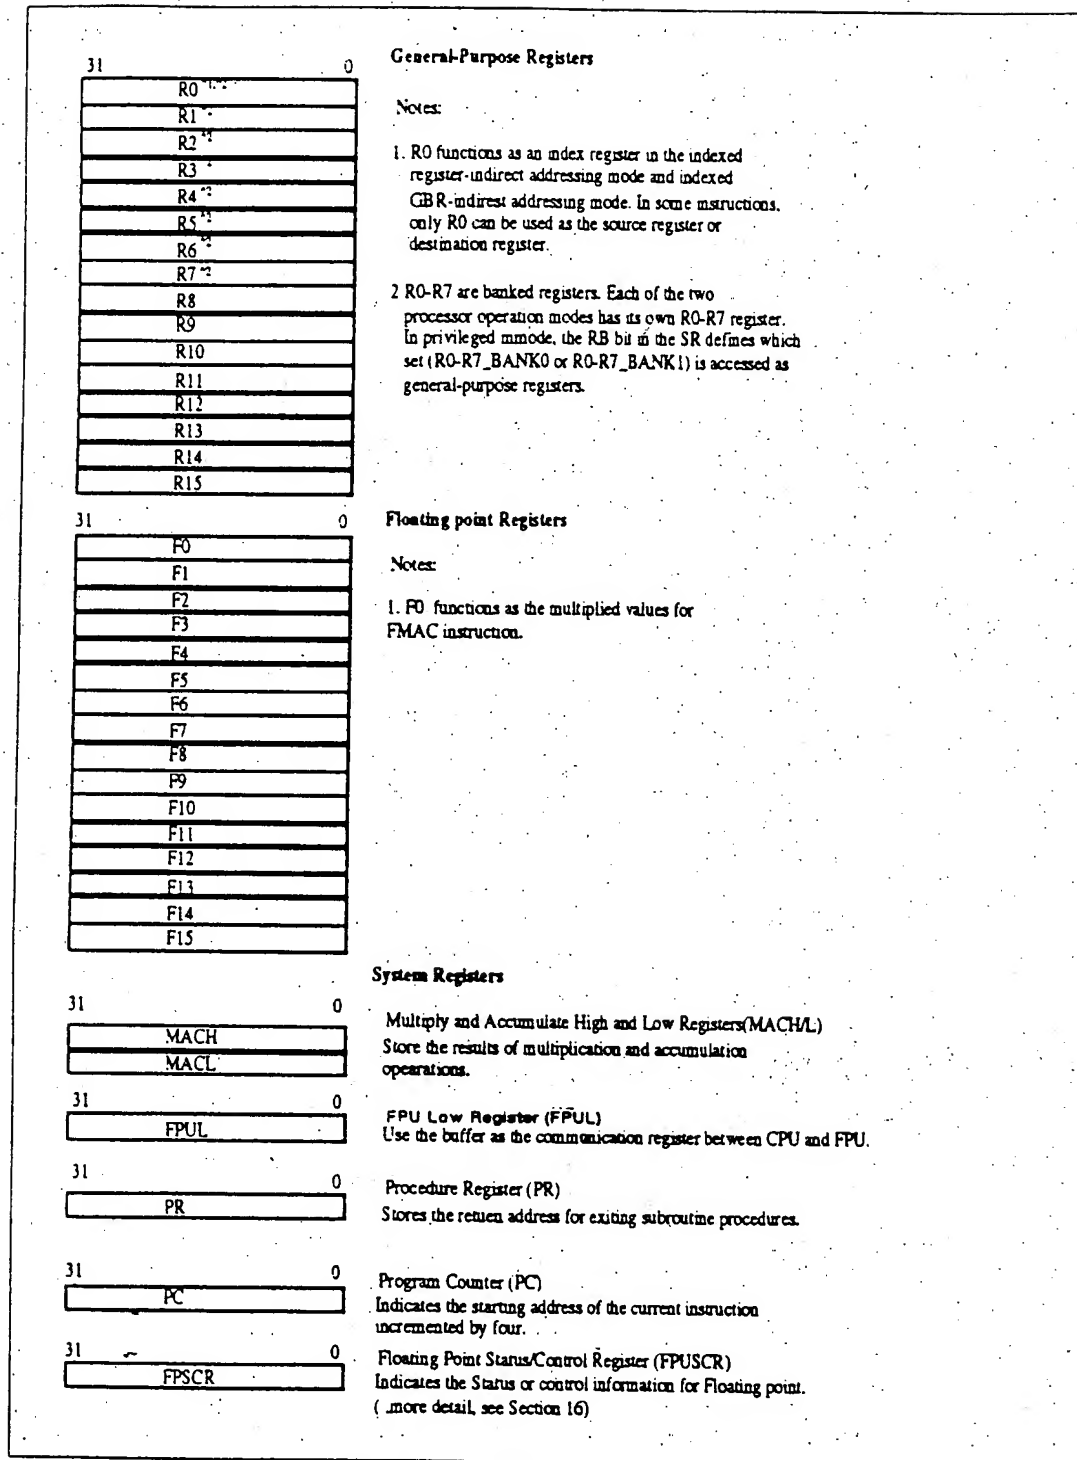 General-Purpose Registers
31 0
R0 *1,*2
R1
R2 *2
R3
R4 *2
R5 *2
R6 *2
R7 *2
R8
R9
R10
R11
R12
R13
R14
R15
Notes:
1. R0 functions as an index register in the indexed
register-indirect addressing mode and indexed
GBR-indirest addressing mode. In some instructions,
only R0 can be used as the source register or
destination register.
2 R0-R7 are banked registers. Each of the two
processor operation modes has its own R0-R7 register.
In privileged mmode, the RB bit in the SR defines which
set (R0-R7_BANK0 or R0-R7_BANK1) is accessed as
general-purpose registers.
Floating point Registers
31 0
F0
F1
F2
F3
F4
F5
F6
F7
F8
F9
F10
F11
F12
F13
F14
F15
Notes:
1. F0 functions as the multiplied values for
FMAC instruction.
System Registers
31 0
MACH
MACL
Multiply and Accumulate High and Low Registers(MACH/L)
Store the results of multiplication and accumulation
opearations.
31 0
FPUL
FPU Low Register (FPUL)
Use the buffer as the communication register between CPU and FPU.
31 0
PR
Procedure Register (PR)
Stores the retuen address for exiting subroutine procedures.
31 0
PC
Program Counter (PC)
Indicates the starting address of the current instruction
incremented by four.
31 0
FPSCR
Floating Point Status/Control Register (FPUSCR)
Indicates the Status or control information for Floating point.
( .more detail, see Section 16)